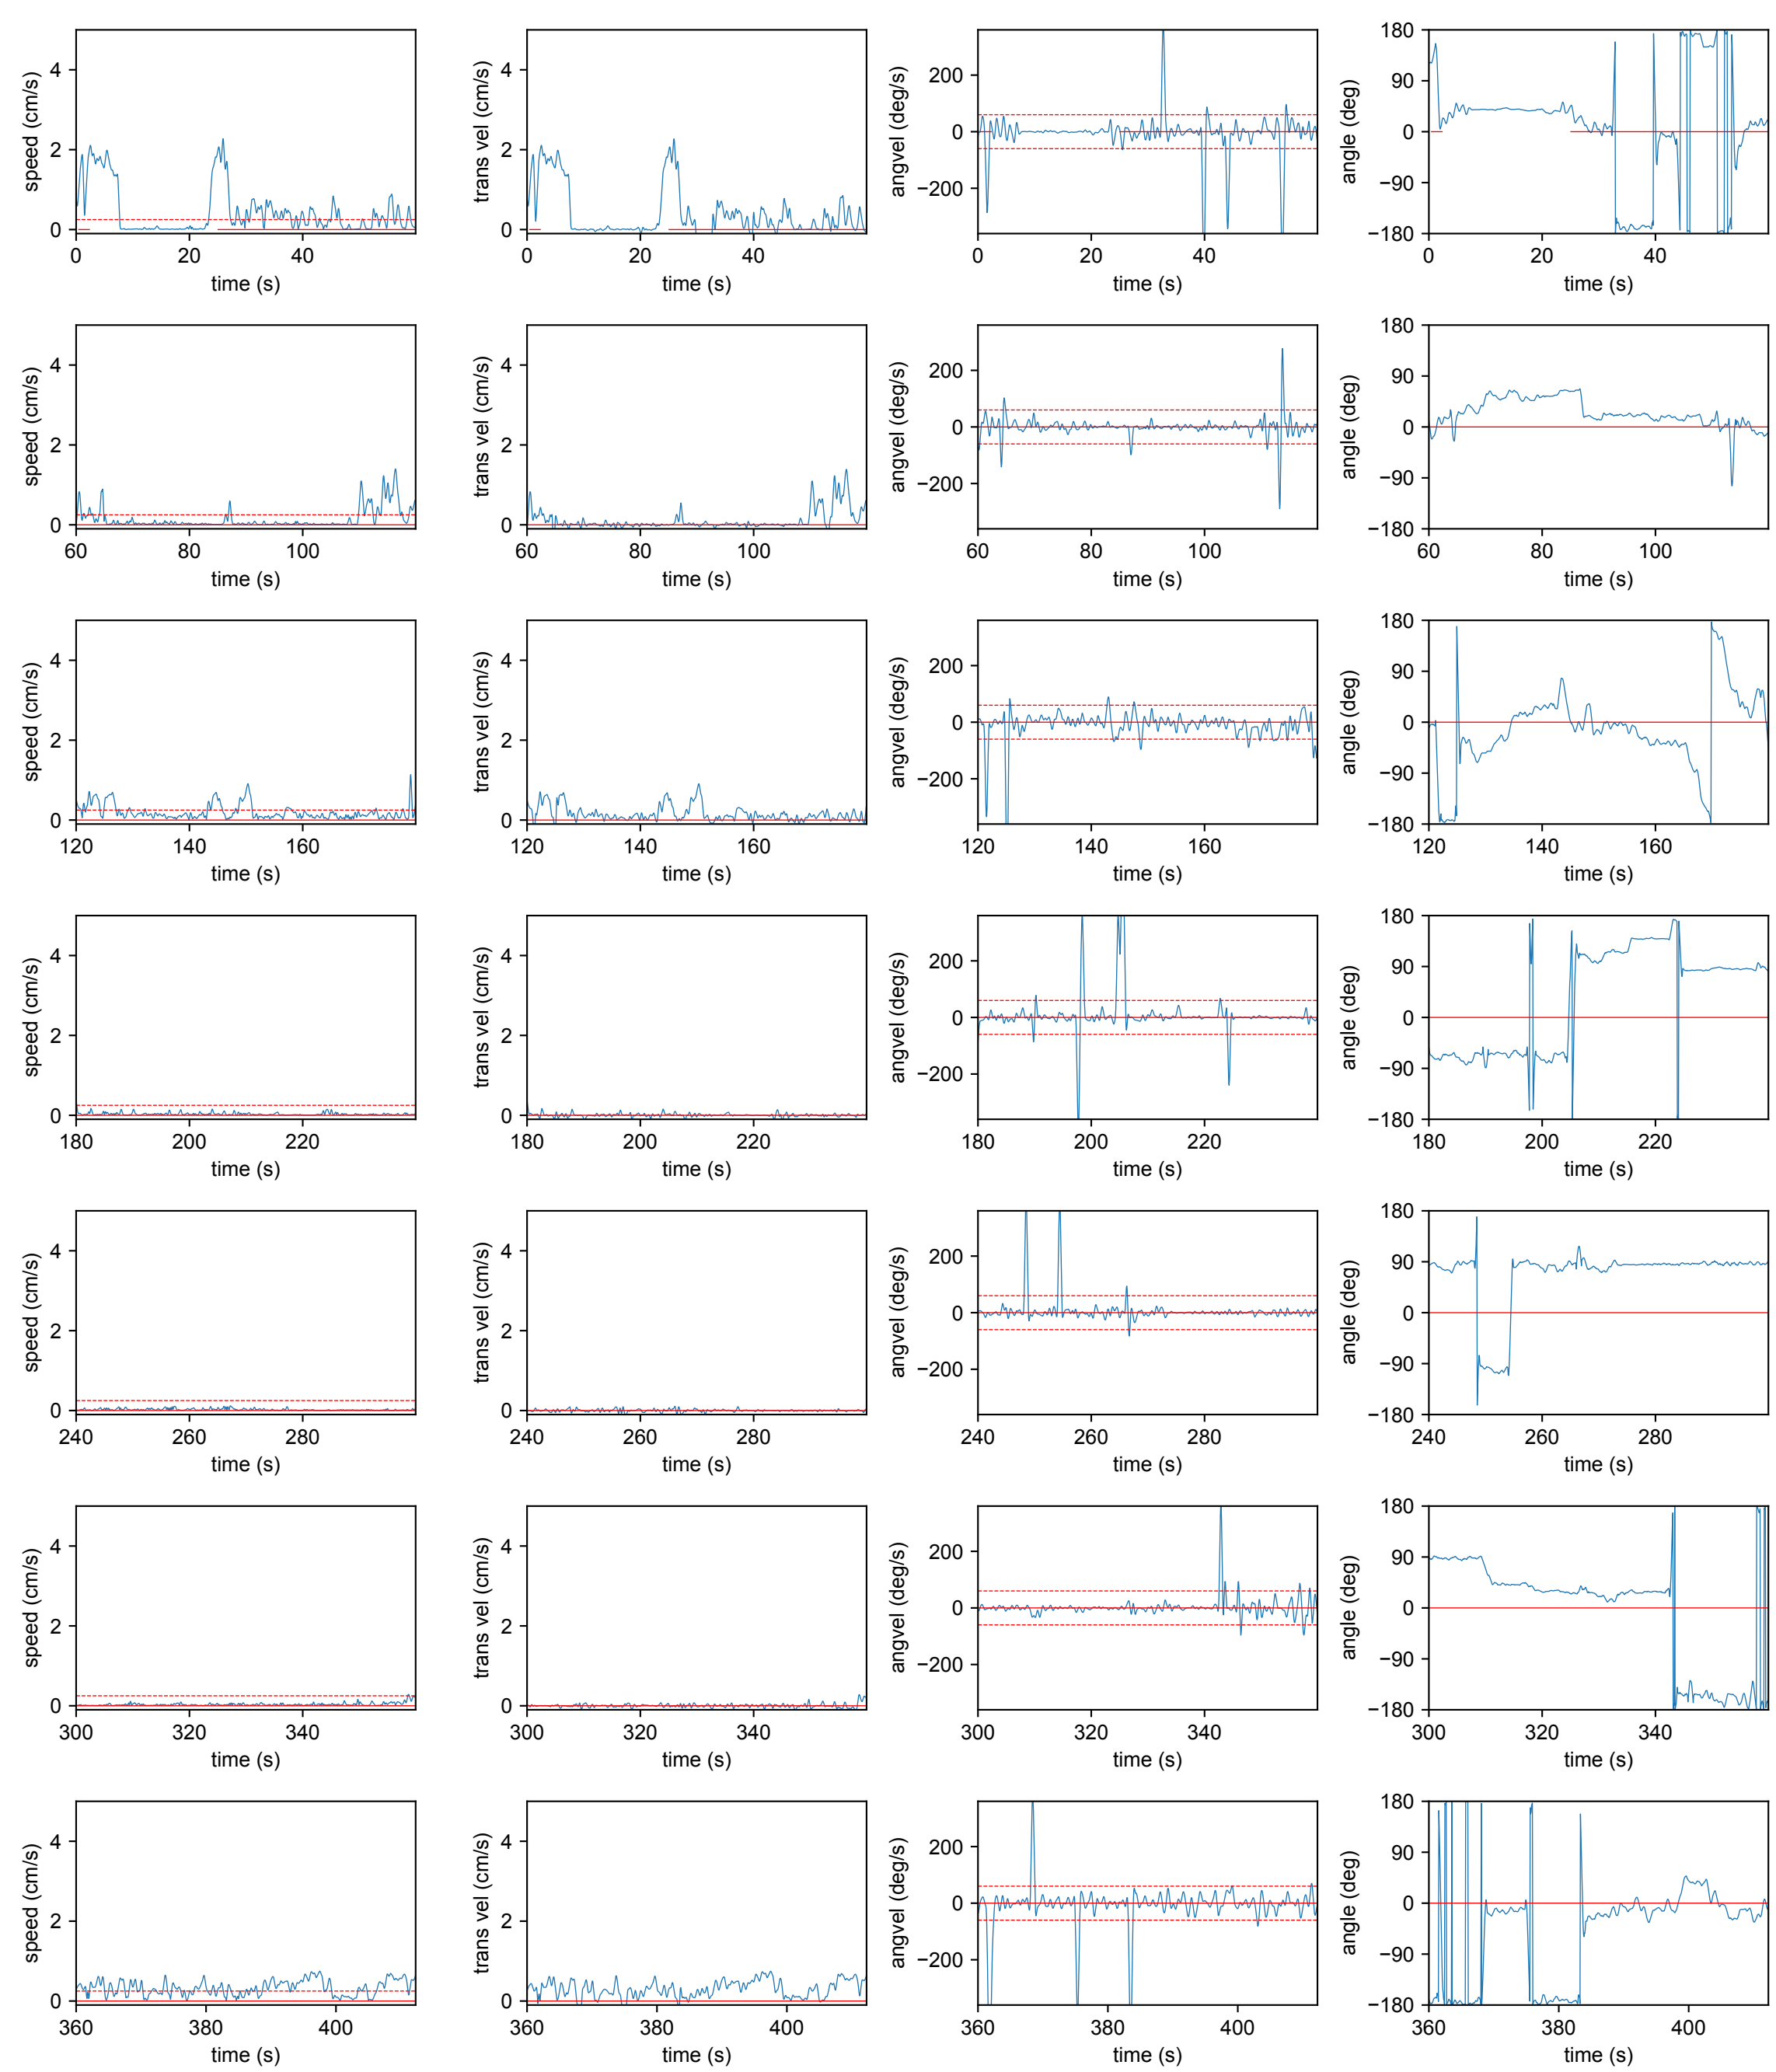 speed (cm/s)
4
2
0
0 20 40
time (s)
trans vel (cm/s)
4
2
0
0 20 40
time (s)
angvel (deg/s)
200
0
−200
0 20 40
time (s)
angle (deg)
180
90
0
−90
−180
0 20 40
time (s)
speed (cm/s)
4
2
0
60 80 100
time (s)
trans vel (cm/s)
4
2
0
60 80 100
time (s)
angvel (deg/s)
200
0
−200
60 80 100
time (s)
angle (deg)
180
90
0
−90
−180
60 80 100
time (s)
speed (cm/s)
4
2
0
120 140 160
time (s)
trans vel (cm/s)
4
2
0
120 140 160
time (s)
angvel (deg/s)
200
0
−200
120 140 160
time (s)
angle (deg)
180
90
0
−90
−180
120 140 160
time (s)
speed (cm/s)
4
2
0
180 200 220
time (s)
trans vel (cm/s)
4
2
0
180 200 220
time (s)
angvel (deg/s)
200
0
−200
180 200 220
time (s)
angle (deg)
180
90
0
−90
−180
180 200 220
time (s)
speed (cm/s)
4
2
0
240 260 280
time (s)
trans vel (cm/s)
4
2
0
240 260 280
time (s)
angvel (deg/s)
200
0
−200
240 260 280
time (s)
angle (deg)
180
90
0
−90
−180
240 260 280
time (s)
speed (cm/s)
4
2
0
300 320 340
time (s)
trans vel (cm/s)
4
2
0
300 320 340
time (s)
angvel (deg/s)
200
0
−200
300 320 340
time (s)
angle (deg)
180
90
0
−90
−180
300 320 340
time (s)
speed (cm/s)
4
2
0
360 380 400
time (s)
trans vel (cm/s)
4
2
0
360 380 400
time (s)
angvel (deg/s)
200
0
−200
360 380 400
time (s)
angle (deg)
180
90
0
−90
−180
360 380 400
time (s)